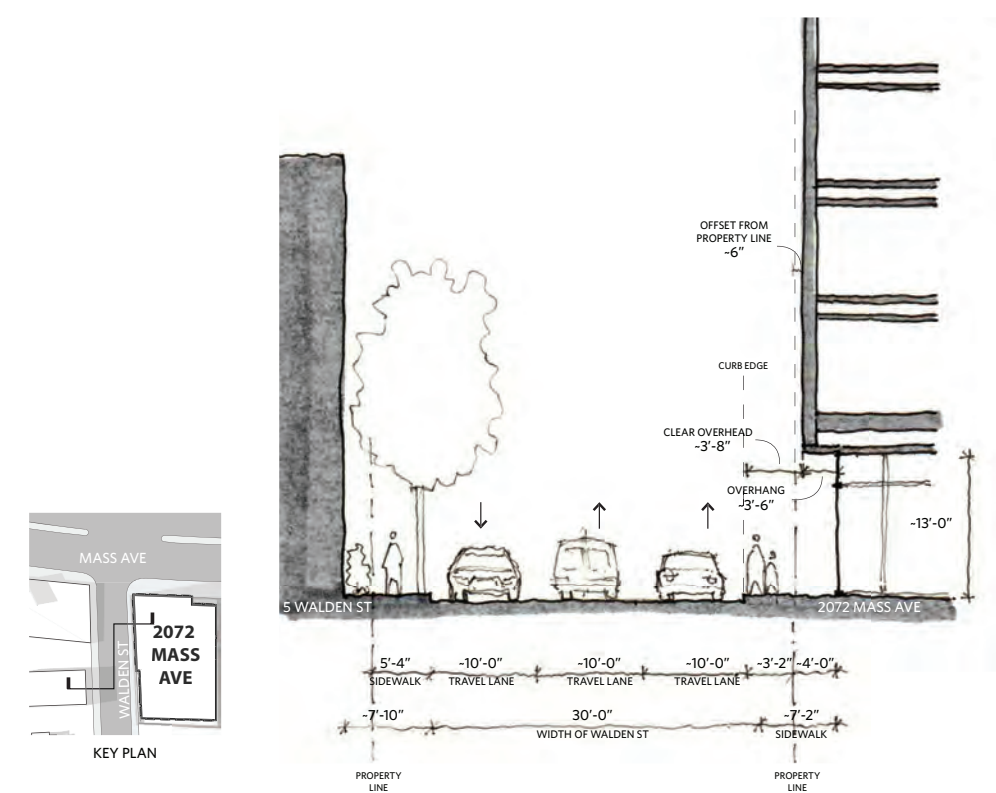 OFFSET FROM
PROPERTY LINE
~6"
CURB EDGE
CLEAR OVERHEAD
~3'-8"
OVERHANG
~3'-6"
~13'-0"
5 WALDEN ST
2072 MASS AVE
5'-4"
~10'-0"
~10'-0"
~10'-0"
~3'-2"
~4'-0"
SIDEWALK
TRAVEL LANE
TRAVEL LANE
TRAVEL LANE
~7'-10"
30'-0"
~7'-2"
WIDTH OF WALDEN ST
SIDEWALK
PROPERTY
LINE
PROPERTY
LINE
MASS AVE
WALDEN ST
2072
MASS
AVE
KEY PLAN